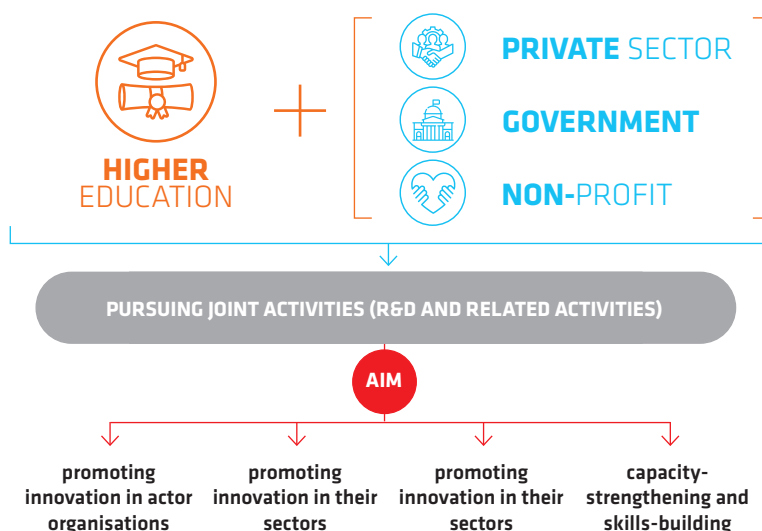 HIGHER
EDUCATION
PRIVATE SECTOR
GOVERNMENT
NON-PROFIT
PURSUING JOINT ACTIVITIES (R&D AND RELATED ACTIVITIES)
AIM
promoting
innovation in actor
organisations
promoting
innovation in their
sectors
promoting
innovation in their
sectors
capacity-
strengthening and
skills-building